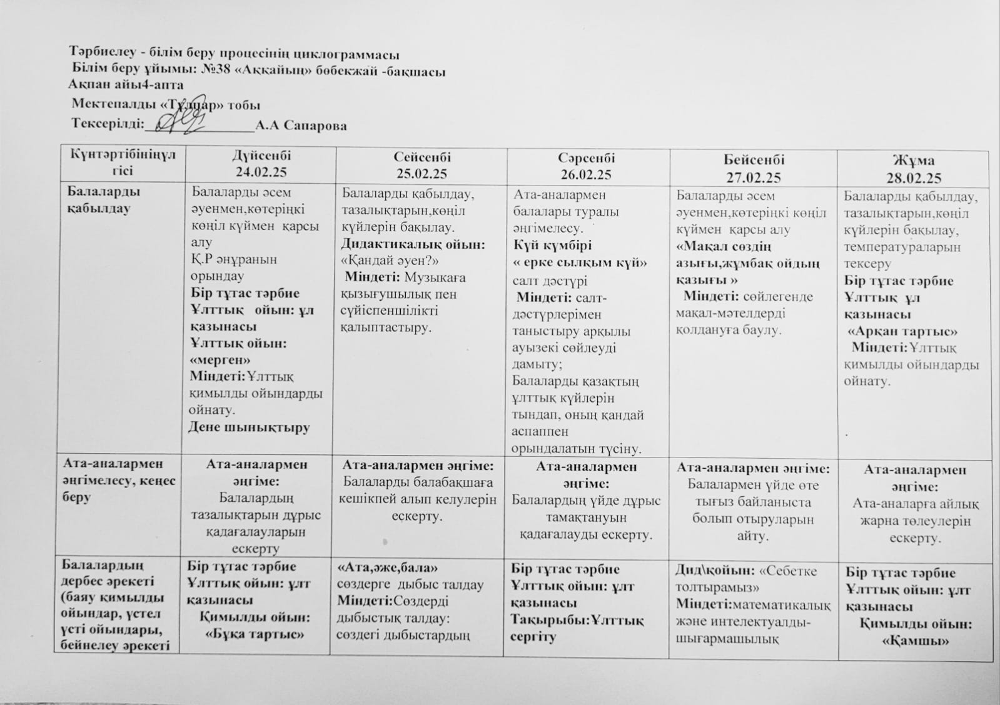 Тәрбиелеу - білім беру процесінің циклограммасы
Білім беру ұйымы: №38 «Аққайың» бөбекжай -бақшасы
Ақпан айы4-апта
Мектепалды «Тұлпар» тобы
Тексерілді:________________А.А Сапарова
Күнтәртібініңүл
гісі
Дүйсенбі
24.02.25
Сейсенбі
25.02.25
Сәрсенбі
26.02.25
Бейсенбі
27.02.25
Жұма
28.02.25
Балаларды
қабылдау
Балаларды әсем
әуенмен,көтеріңкі
көңіл күймен қарсы
алу
Қ.Р әнұранын
орындау
Бір тұтас тәрбие
Ұлттық ойын: ұл
қазынасы
Ұлттық ойын:
«мерген»
Міндеті:Ұлттық
қимылды ойындарды
ойнату.
Дене шынықтыру
Балаларды қабылдау,
тазалықтарын,көңіл
күйлерін бақылау.
Дидактикалық ойын:
«Қандай әуен?»
Міндеті: Музыкаға
қызығушылық пен
сүйіспеншілікті
қалыптастыру.
Ата-аналармен
балалары туралы
әңгімелесу.
Күй күмбірі
« ерке сылқым күй»
салт дәстүрі
Міндеті: салт-
дәстүрлерімен
таныстыру арқылы
ауызекі сөйлеуді
дамыту;
Балаларды қазақтың
ұлттық күйлерін
тындап, оның қандай
аспаппен
орындалатын түсіну.
Балаларды әсем
әуенмен,көтеріңкі көңіл
күймен қарсы алу
«Мақал сөздің
азығы,жұмбақ ойдың
қазығы »
Міндеті: сөйлегенде
мақал-мәтелдерді
қолдануға баулу.
Балаларды қабылдау,
тазалықтарын,көңіл
күйлерін бақылау,
температураларын
тексеру
Бір тұтас тәрбие
Ұлттық ұл
қазынасы
«Арқан тартыс»
Міндеті:Ұлттық
қимылды ойындарды
ойнату.
.
Ата-аналармен
әңгімелесу, кеңес
беру
Ата-аналармен
әңгіме:
Балалардың
тазалықтарын дұрыс
қадағалауларын
ескерту
Ата-аналармен әңгіме:
Балаларды балабақшаға
кешікпей алып келулерін
ескерту.
Ата-аналармен
әңгіме:
Балалардың үйде дұрыс
тамақтануын
қадағалауды ескерту.
Ата-аналармен әңгіме:
Балалармен үйде өте
тығыз байланыста
болып отыруларын
айту.
Ата-аналармен
әңгіме:
Ата-аналарға айлық
жарна төлеулерін
ескерту.
Балалардың
дербес әрекеті
(баяу қимылды
ойындар, үстел
үсті ойындары,
бейнелеу әрекеті
Бір тұтас тәрбие
Ұлттық ойын: ұлт
қазынасы
Қимылды ойын:
«Бұқа тартыс»
«Ата,әже,бала»
сөздерге дыбыс талдау
Міндеті:Сөздерді
дыбыстық талдау:
сөздегі дыбыстардың
Бір тұтас тәрбие
Ұлттық ойын: ұлт
қазынасы
Тақырыбы:Ұлттық
сергіту
Дид\қойын: «Себетке
толтырамыз»
Міндеті:математикалық
және интелектуалды-
шығармашылық
Бір тұтас тәрбие
Ұлттық ойын: ұлт
қазынасы
Қимылды ойын:
«Қамшы»